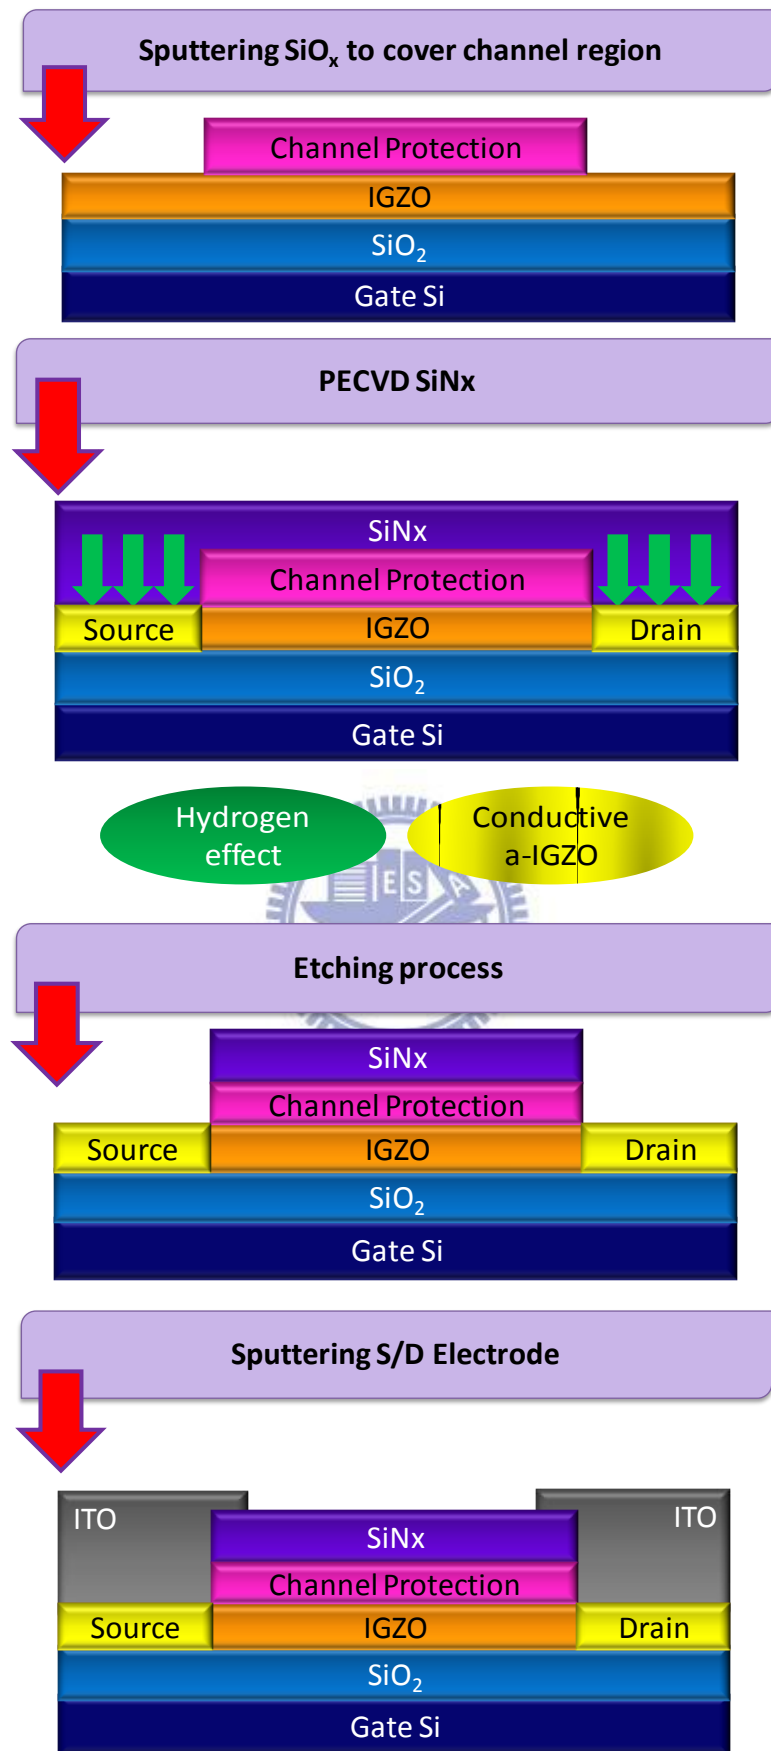 Sputtering SiOx to cover channel region
Channel Protection
IGZO
SiO2
Gate Si
PECVD SiNx
SiNx
Channel Protection
Source IGZO Drain
SiO2
Gate Si
Hydrogen
effect
Conductive
a-IGZO
E S A
Etching process
SiNx
Channel Protection
Source IGZO Drain
SiO2
Gate Si
Sputtering S/D Electrode
ITO ITO
SiNx
Channel Protection
Source IGZO Drain
SiO2
Gate Si